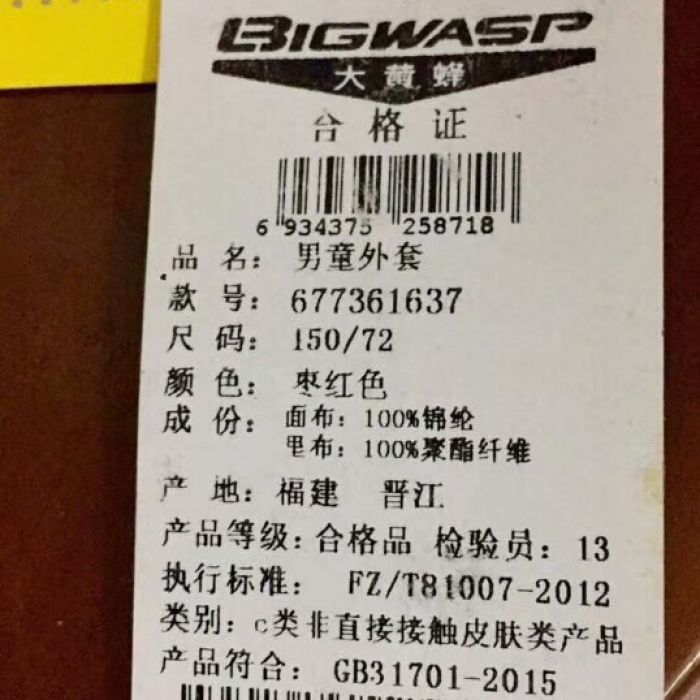 BIGWASP
大黄蜂
合格证
6 934375 258718
品 名： 男童外套
款 号： 677361637
尺 码： 150/72
颜 色： 枣红色
成 份： 面布：100%锦纶
里布：100%聚酯纤维
产 地： 福建 晋江
产品等级：合格品 检验员：13
执行标准： FZ/T81007-2012
类别：c类非直接接触皮肤类产品
产品符合： GB31701-2015